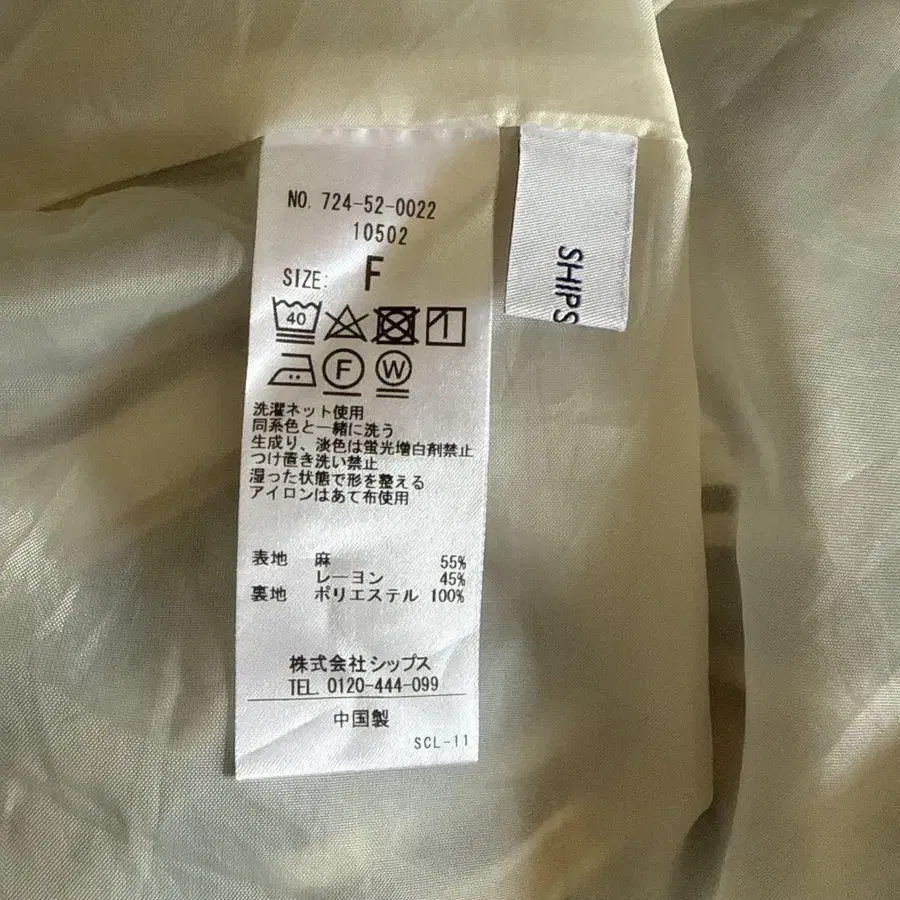 NO. 724-52-0022
10502
SIZE: F
40
F W
洗濯ネット使用
同系色と一緒に洗う
生成り、淡色は蛍光増白剤禁止
つけ置き洗い禁止
湿った状態で形を整える
アイロンはあて布使用
表地 麻 55%
レーヨン 45%
裏地 ポリエステル 100%
株式会社シップス
TEL. 0120-444-099
中国製
SCL-11
SHIPS